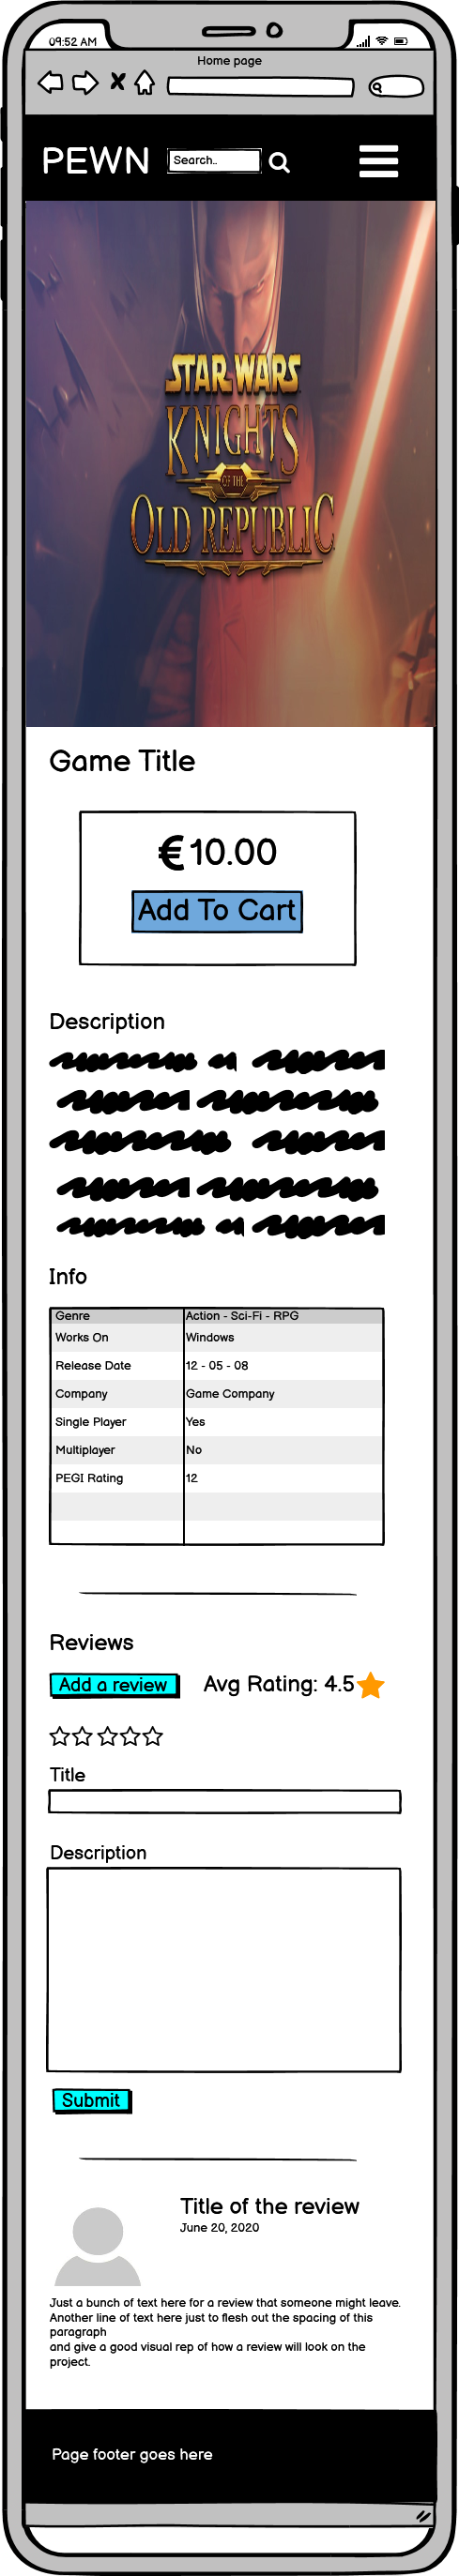 09:52 AM
Home page
PEWN
Search..
STAR WARS
KNIGHTS
OF THE
OLD REPUBLIC
Game Title
€10.00
Add To Cart
Description
Info
Genre Action - Sci-Fi - RPG
Works On Windows
Release Date 12 - 05 - 08
Company Game Company
Single Player Yes
Multiplayer No
PEGI Rating 12
Reviews
Add a review Avg Rating: 4.5
Title
Description
Submit
Title of the review
June 20, 2020
Just a bunch of text here for a review that someone might leave.
Another line of text here just to flesh out the spacing of this
paragraph
and give a good visual rep of how a review will look on the
project.
Page footer goes here